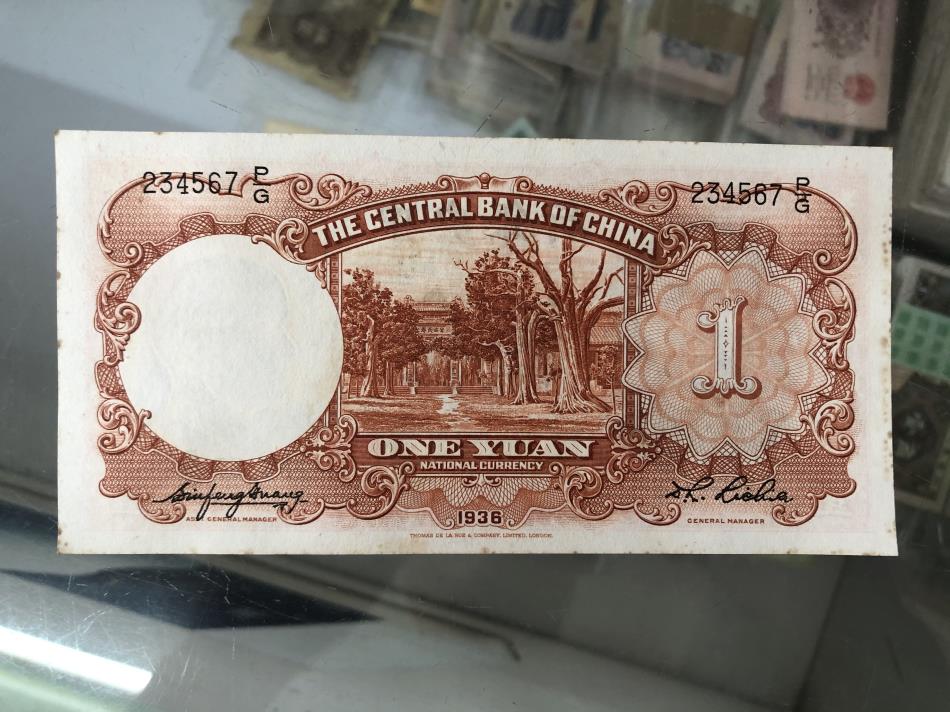 234567 P/G 234567 P/G
THE CENTRAL BANK OF CHINA
1
ONE YUAN
NATIONAL CURRENCY
ASST. GENERAL MANAGER
GENERAL MANAGER
1936
THOMAS DE LA RUE & COMPANY, LIMITED, LONDON.